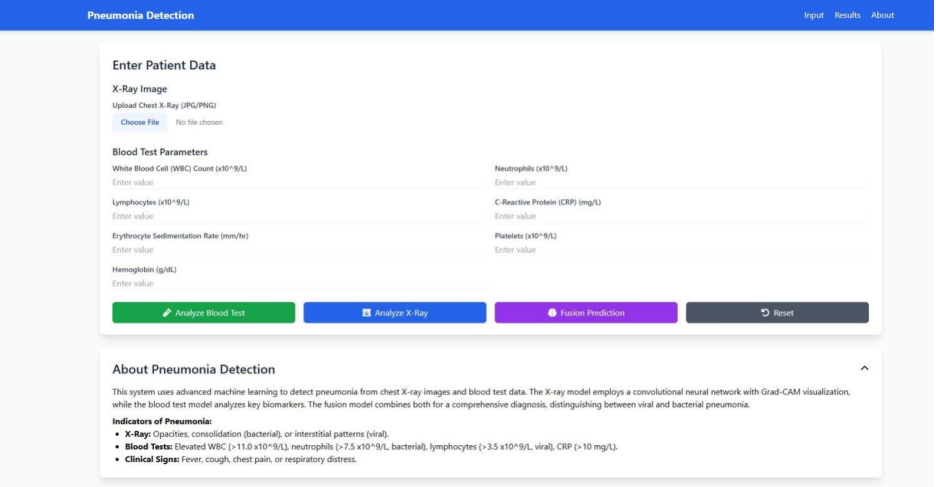 Pneumonia Detection
Input Results About
Enter Patient Data
X-Ray Image
Upload Chest X-Ray (JPG/PNG)
Choose File No file chosen
Blood Test Parameters
White Blood Cell (WBC) Count (x10^9/L) Neutrophils (x10^9/L)
Enter value Enter value
Lymphocytes (x10^9/L) C-Reactive Protein (CRP) (mg/L)
Enter value Enter value
Erythrocyte Sedimentation Rate (mm/hr) Platelets (x10^9/L)
Enter value Enter value
Hemoglobin (g/dL)
Enter value
Analyze Blood Test Analyze X-Ray Fusion Prediction Reset
About Pneumonia Detection
This system uses advanced machine learning to detect pneumonia from chest X-ray images and blood test data. The X-ray model employs a convolutional neural network with Grad-CAM visualization,
while the blood test model analyzes key biomarkers. The fusion model combines both for a comprehensive diagnosis, distinguishing between viral and bacterial pneumonia.
Indicators of Pneumonia:
• X-Ray: Opacities, consolidation (bacterial), or interstitial patterns (viral).
• Blood Tests: Elevated WBC (>11.0 x10^9/L), neutrophils (>7.5 x10^9/L, bacterial), lymphocytes (>3.5 x10^9/L, viral), CRP (>10 mg/L).
• Clinical Signs: Fever, cough, chest pain, or respiratory distress.